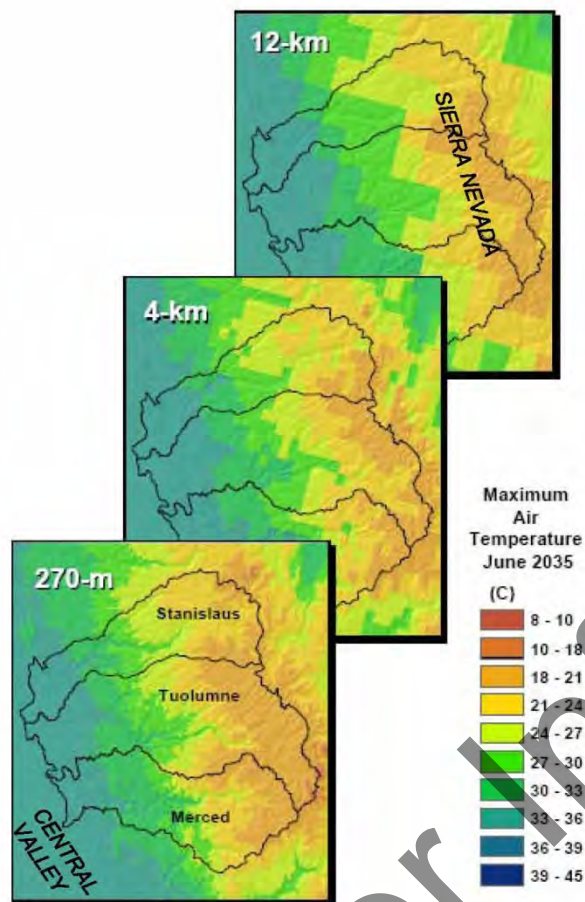 12-km
SIERRA NEVADA
4-km
270-m
Stanislaus
Tuolumne
Merced
CENTRAL
VALLEY
Maximum
Air
Temperature
June 2035
(C)
8 - 10
10 - 18
18 - 21
21 - 24
24 - 27
27 - 30
30 - 33
33 - 36
36 - 39
39 - 45